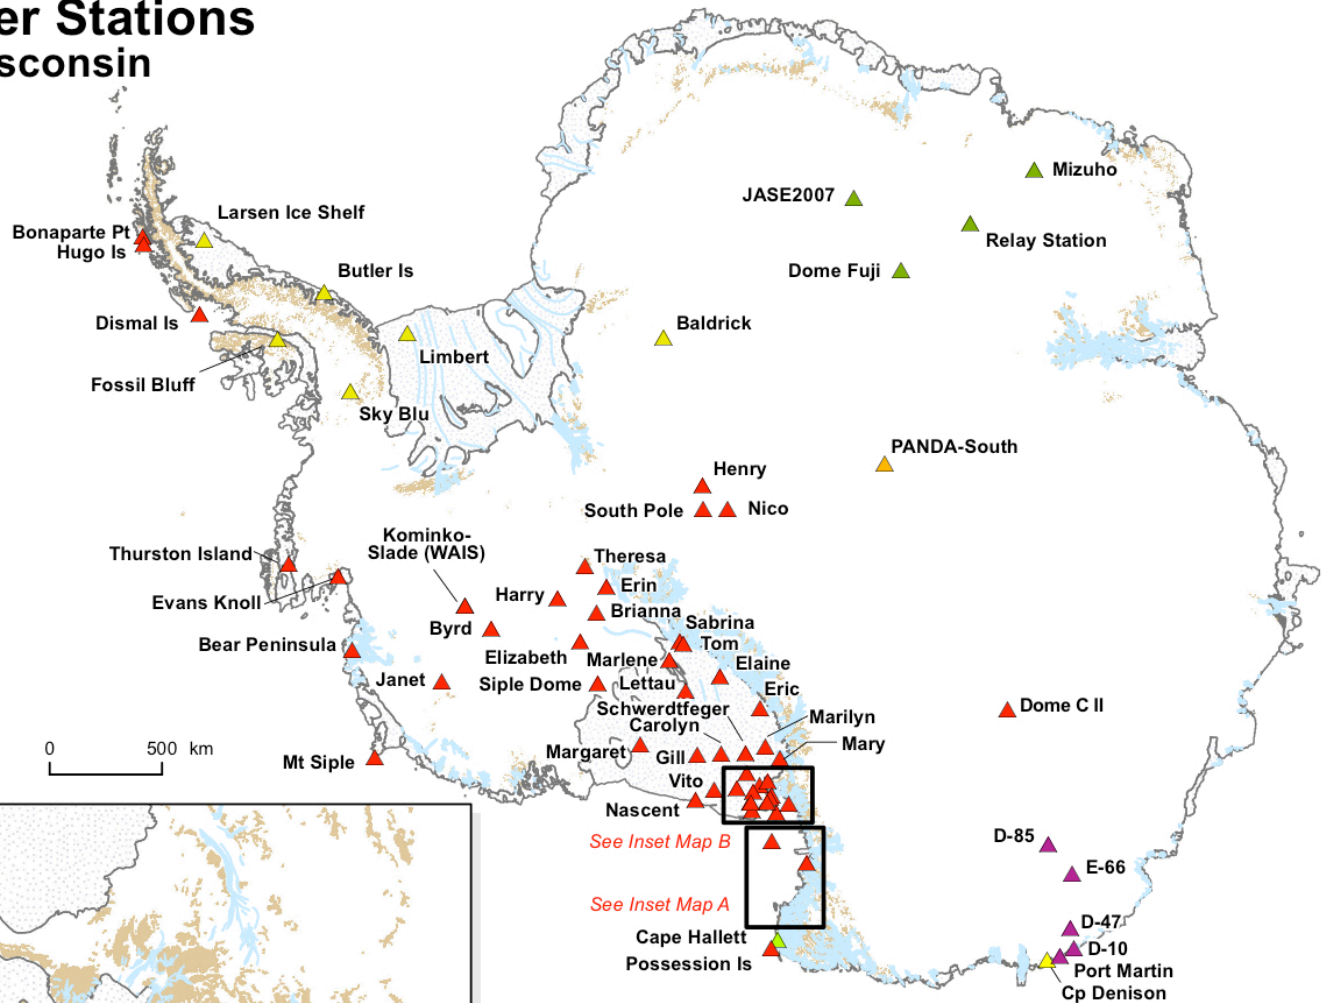 er Stations
sconsin
Mizuho
JASE2007
Larsen Ice Shelf
Bonaparte Pt
Hugo Is
Relay Station
Butler Is
Dome Fuji
Dismal Is
Baldrick
Limbert
Fossil Bluff
Sky Blu
PANDA-South
Henry
South Pole
Nico
Kominko-
Slade (WAIS)
Thurston Island
Theresa
Erin
Harry
Evans Knoll
Brianna
Byrd
Sabrina
Tom
Bear Peninsula
Elizabeth
Marlene
Elaine
Janet
Siple Dome
Lettau
Eric
Schwerdtfeger
Carolyn
Marilyn
Dome C II
0 500 km
Margaret
Gill
Mary
Mt Siple
Vito
Nascent
See Inset Map B
D-85
E-66
See Inset Map A
D-47
Cape Hallett
D-10
Possession Is
Port Martin
Cp Denison